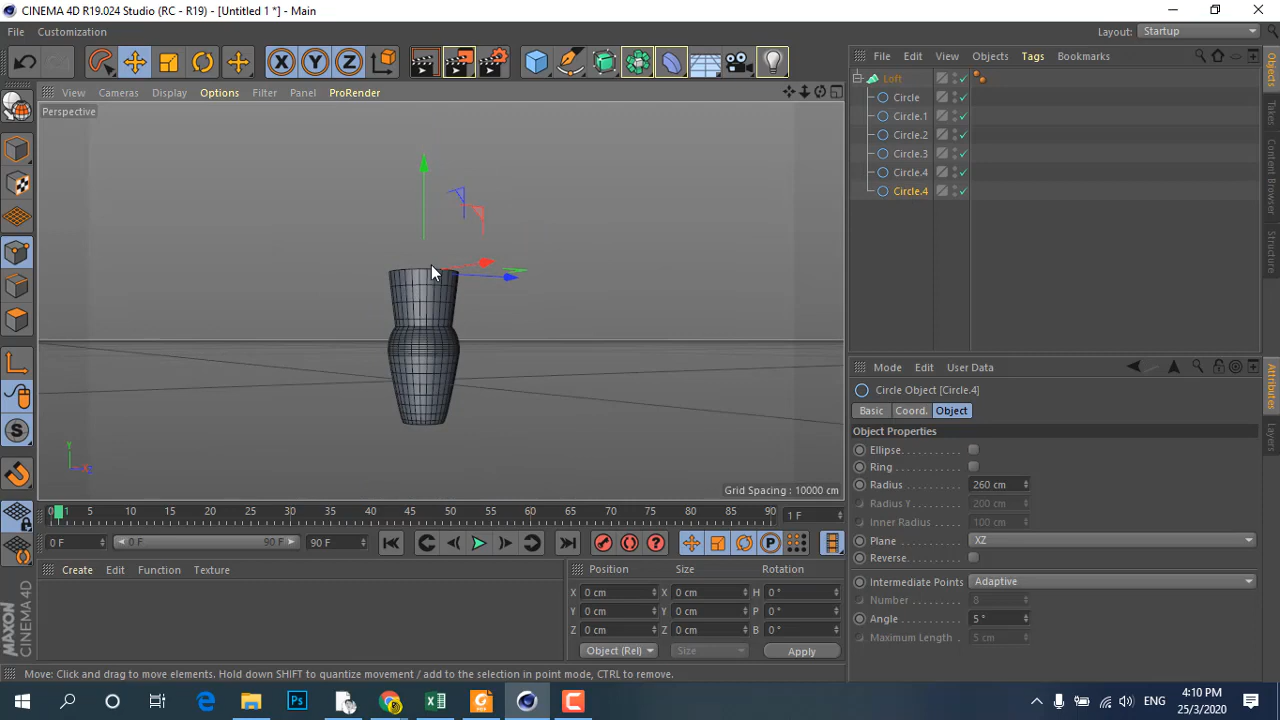 CINEMA 4D R19.024 Studio (RC - R19) - [Untitled 1 *] - Main
File Customization Layout: Startup
File Edit View Objects Tags Bookmarks
View Cameras Display Options Filter Panel ProRender
Perspective
Loft
Circle
Circle.1
Circle.2
Circle.3
Circle.4
Circle.4
Objects
Takes
Content Browser
Structure
Mode Edit User Data
Circle Object [Circle.4]
Basic Coord. Object
Object Properties
Ellipse
Ring
Radius 260 cm
Radius Y 200 cm
Inner Radius 100 cm
Plane XZ
Reverse
Intermediate Points Adaptive
Number 8
Angle 5 °
Maximum Length 5 cm
Attributes
Layers
Y
X
Grid Spacing : 10000 cm
0 1 5 10 15 20 25 30 35 40 45 50 55 60 65 70 75 80 85 90 1 F
0 F 0 F 90 F 90 F
Create Edit Function Texture
Position Size Rotation
X 0 cm X 0 cm H 0 °
Y 0 cm Y 0 cm P 0 °
Z 0 cm Z 0 cm B 0 °
Object (Rel) Size Apply
MAXON CINEMA 4D
Move: Click and drag to move elements. Hold down SHIFT to quantize movement / add to the selection in point mode, CTRL to remove.
ENG
4:10 PM
25/3/2020